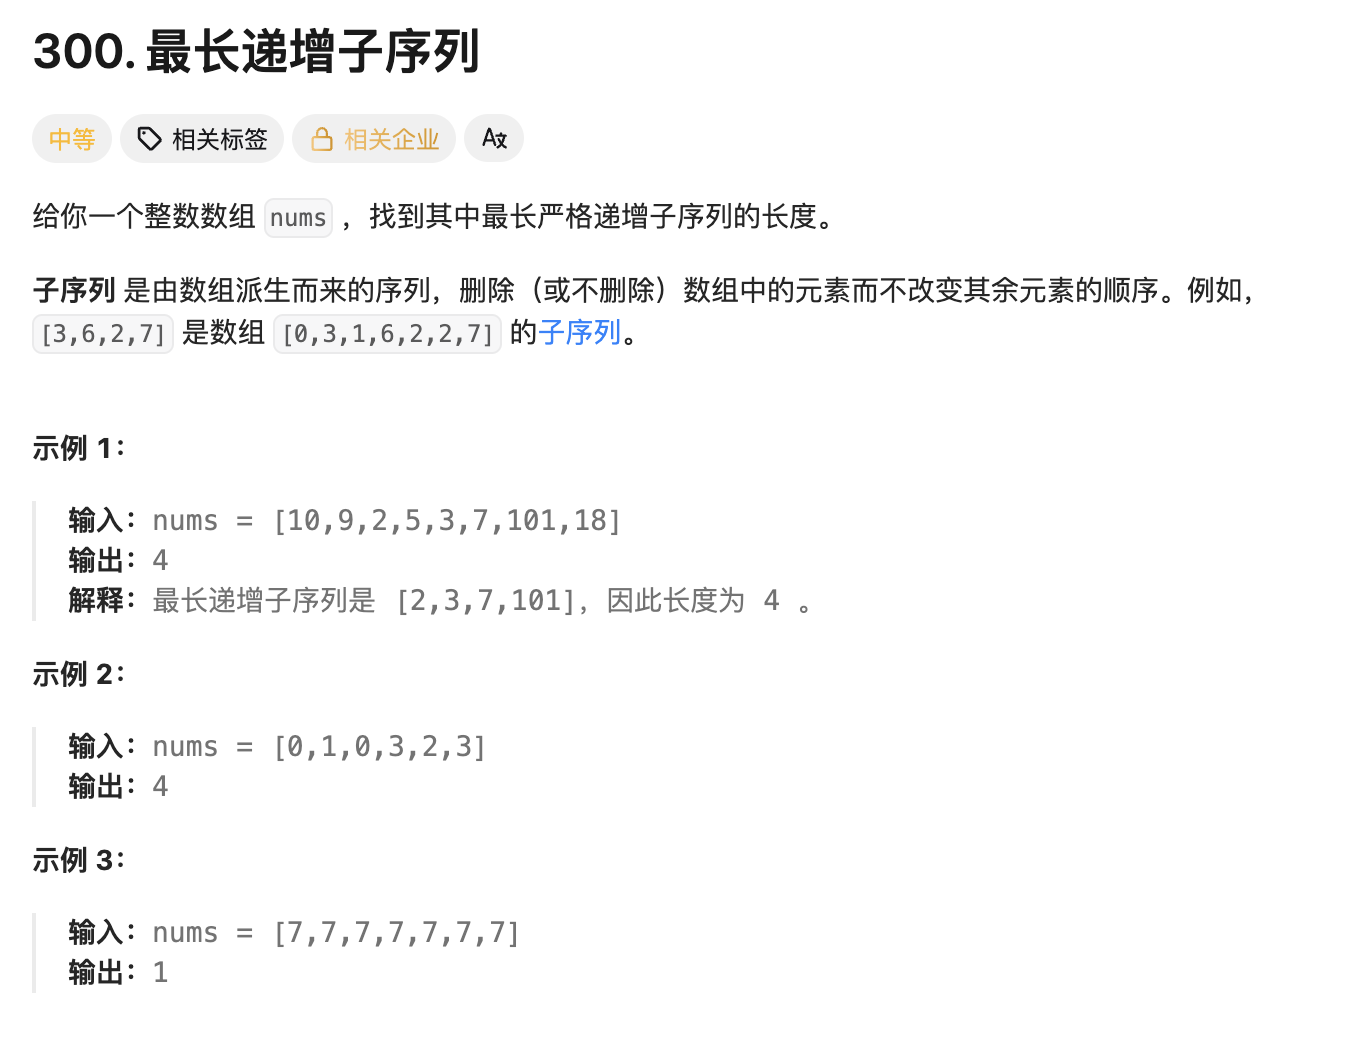 300. 最长递增子序列
中等 相关标签 相关企业 A文
给你一个整数数组 nums ，找到其中最长严格递增子序列的长度。
子序列 是由数组派生而来的序列，删除（或不删除）数组中的元素而不改变其余元素的顺序。例如，
[3,6,2,7] 是数组 [0,3,1,6,2,2,7] 的子序列。
示例 1：
输入：nums = [10,9,2,5,3,7,101,18]
输出：4
解释：最长递增子序列是 [2,3,7,101]，因此长度为 4 。
示例 2：
输入：nums = [0,1,0,3,2,3]
输出：4
示例 3：
输入：nums = [7,7,7,7,7,7,7]
输出：1